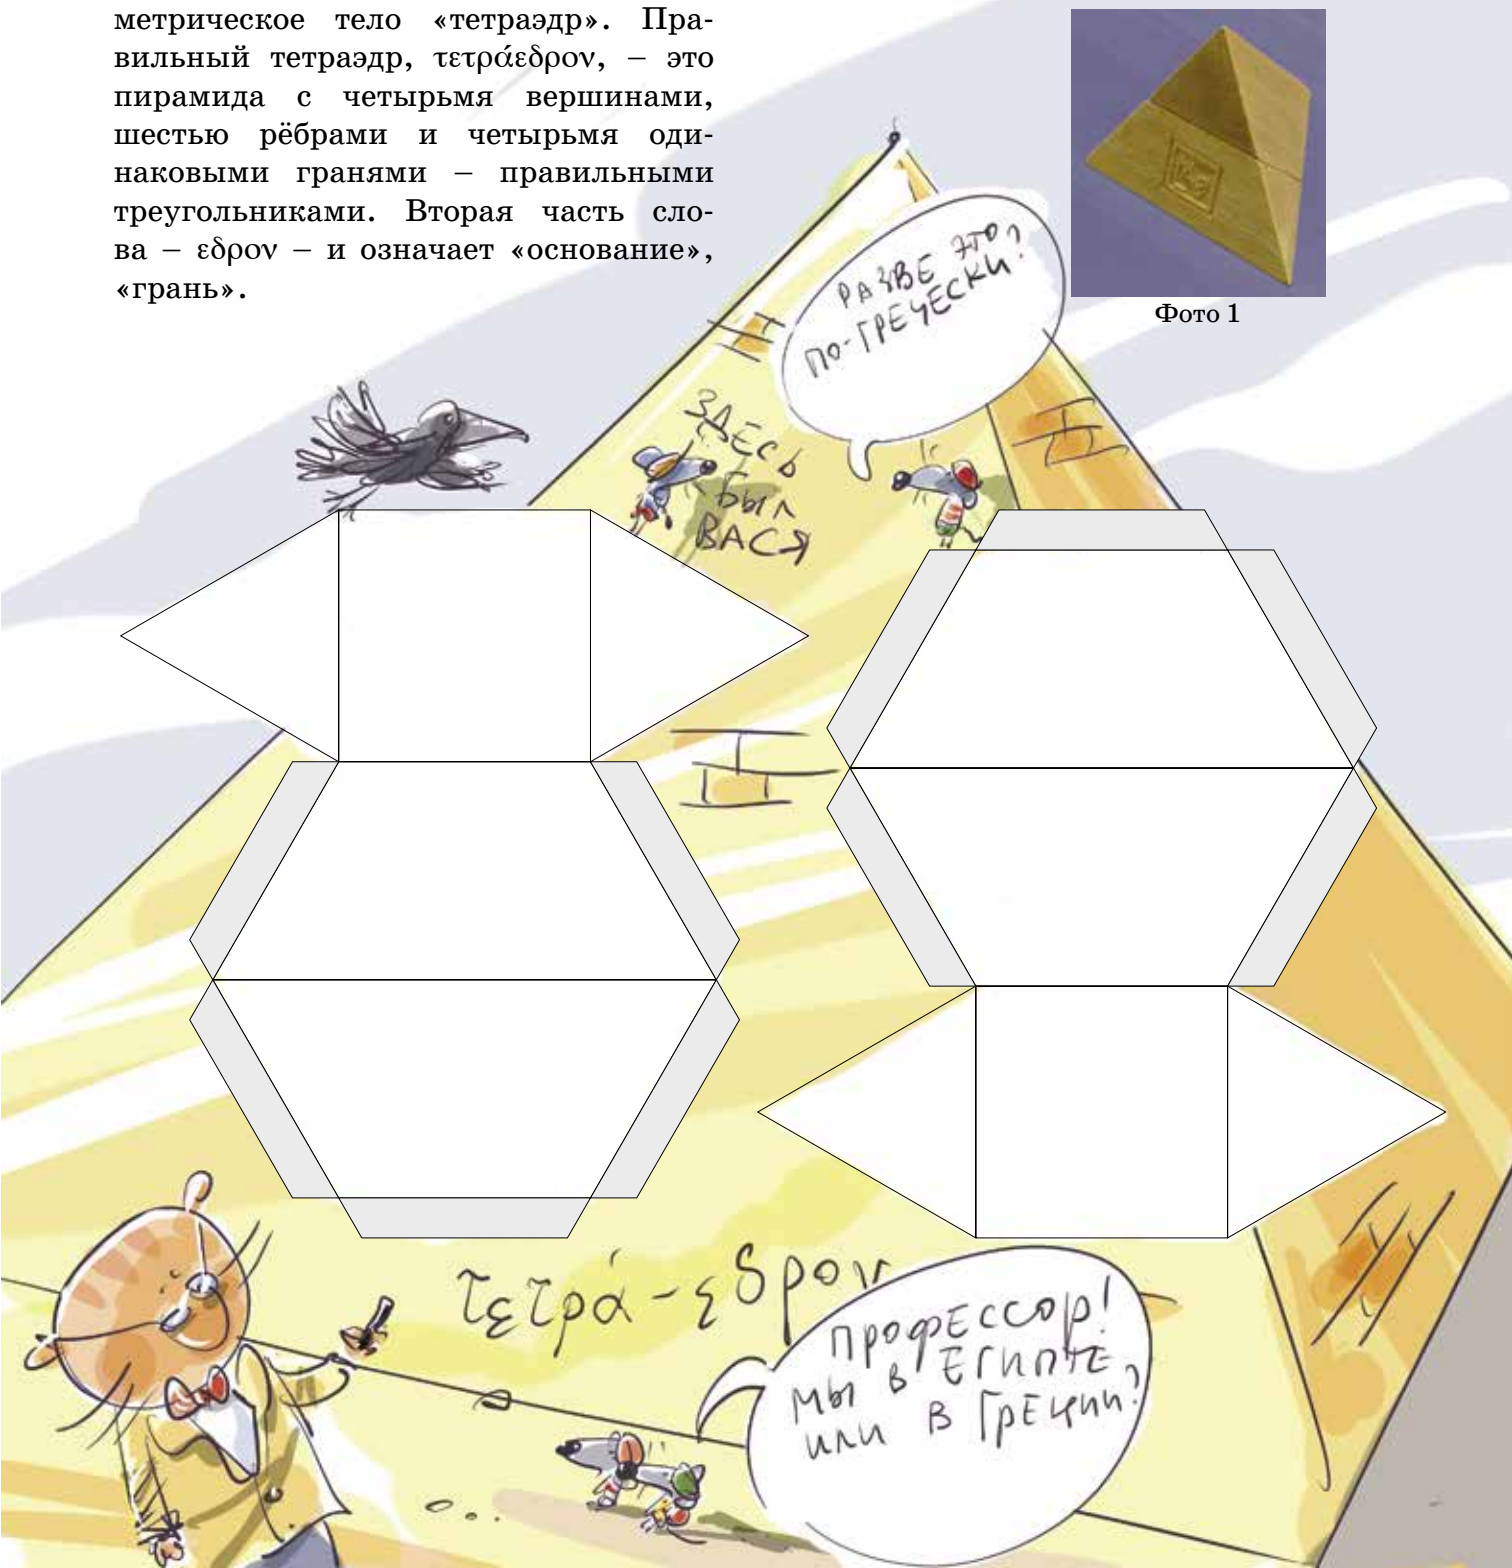 метрическое тело «тетраэдр». Пра-
вильный тетраэдр, τετράεδρον, – это
пирамида с четырьмя вершинами,
шестью рёбрами и четырьмя оди-
наковыми гранями – правильными
треугольниками. Вторая часть сло-
ва – εδρον – и означает «основание»,
«грань».
Фото 1
РАЗВЕ ЭТО
ПО-ГРЕЧЕСКИ?
ЗДЕСЬ
БЫЛ
ВАСЯ
τετρά-εδρον
ПРОФЕССОР!
МЫ В ЕГИПТЕ
ИЛИ В ГРЕЦИИ?